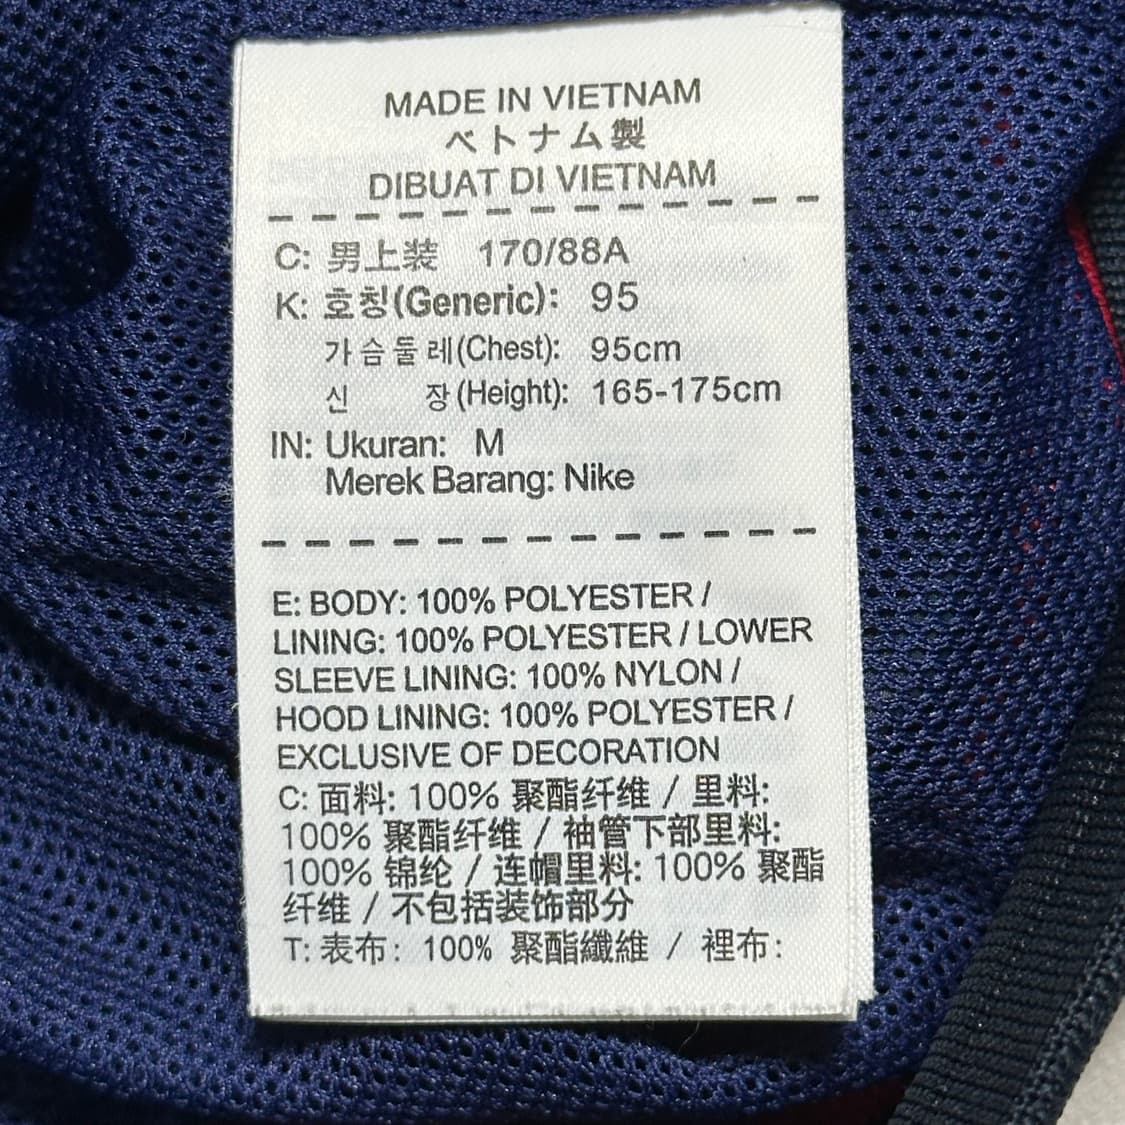 MADE IN VIETNAM
ベトナム製
DIBUAT DI VIETNAM
C: 男上装 170/88A
K: 호칭(Generic): 95
가슴둘레(Chest): 95cm
신 장(Height): 165-175cm
IN: Ukuran: M
Merek Barang: Nike
E: BODY: 100% POLYESTER /
LINING: 100% POLYESTER / LOWER
SLEEVE LINING: 100% NYLON /
HOOD LINING: 100% POLYESTER /
EXCLUSIVE OF DECORATION
C: 面料: 100% 聚酯纤维 / 里料:
100% 聚酯纤维 / 袖管下部里料:
100% 锦纶 / 连帽里料: 100% 聚酯
纤维 / 不包括装饰部分
T: 表布: 100% 聚酯纖維 / 裡布: